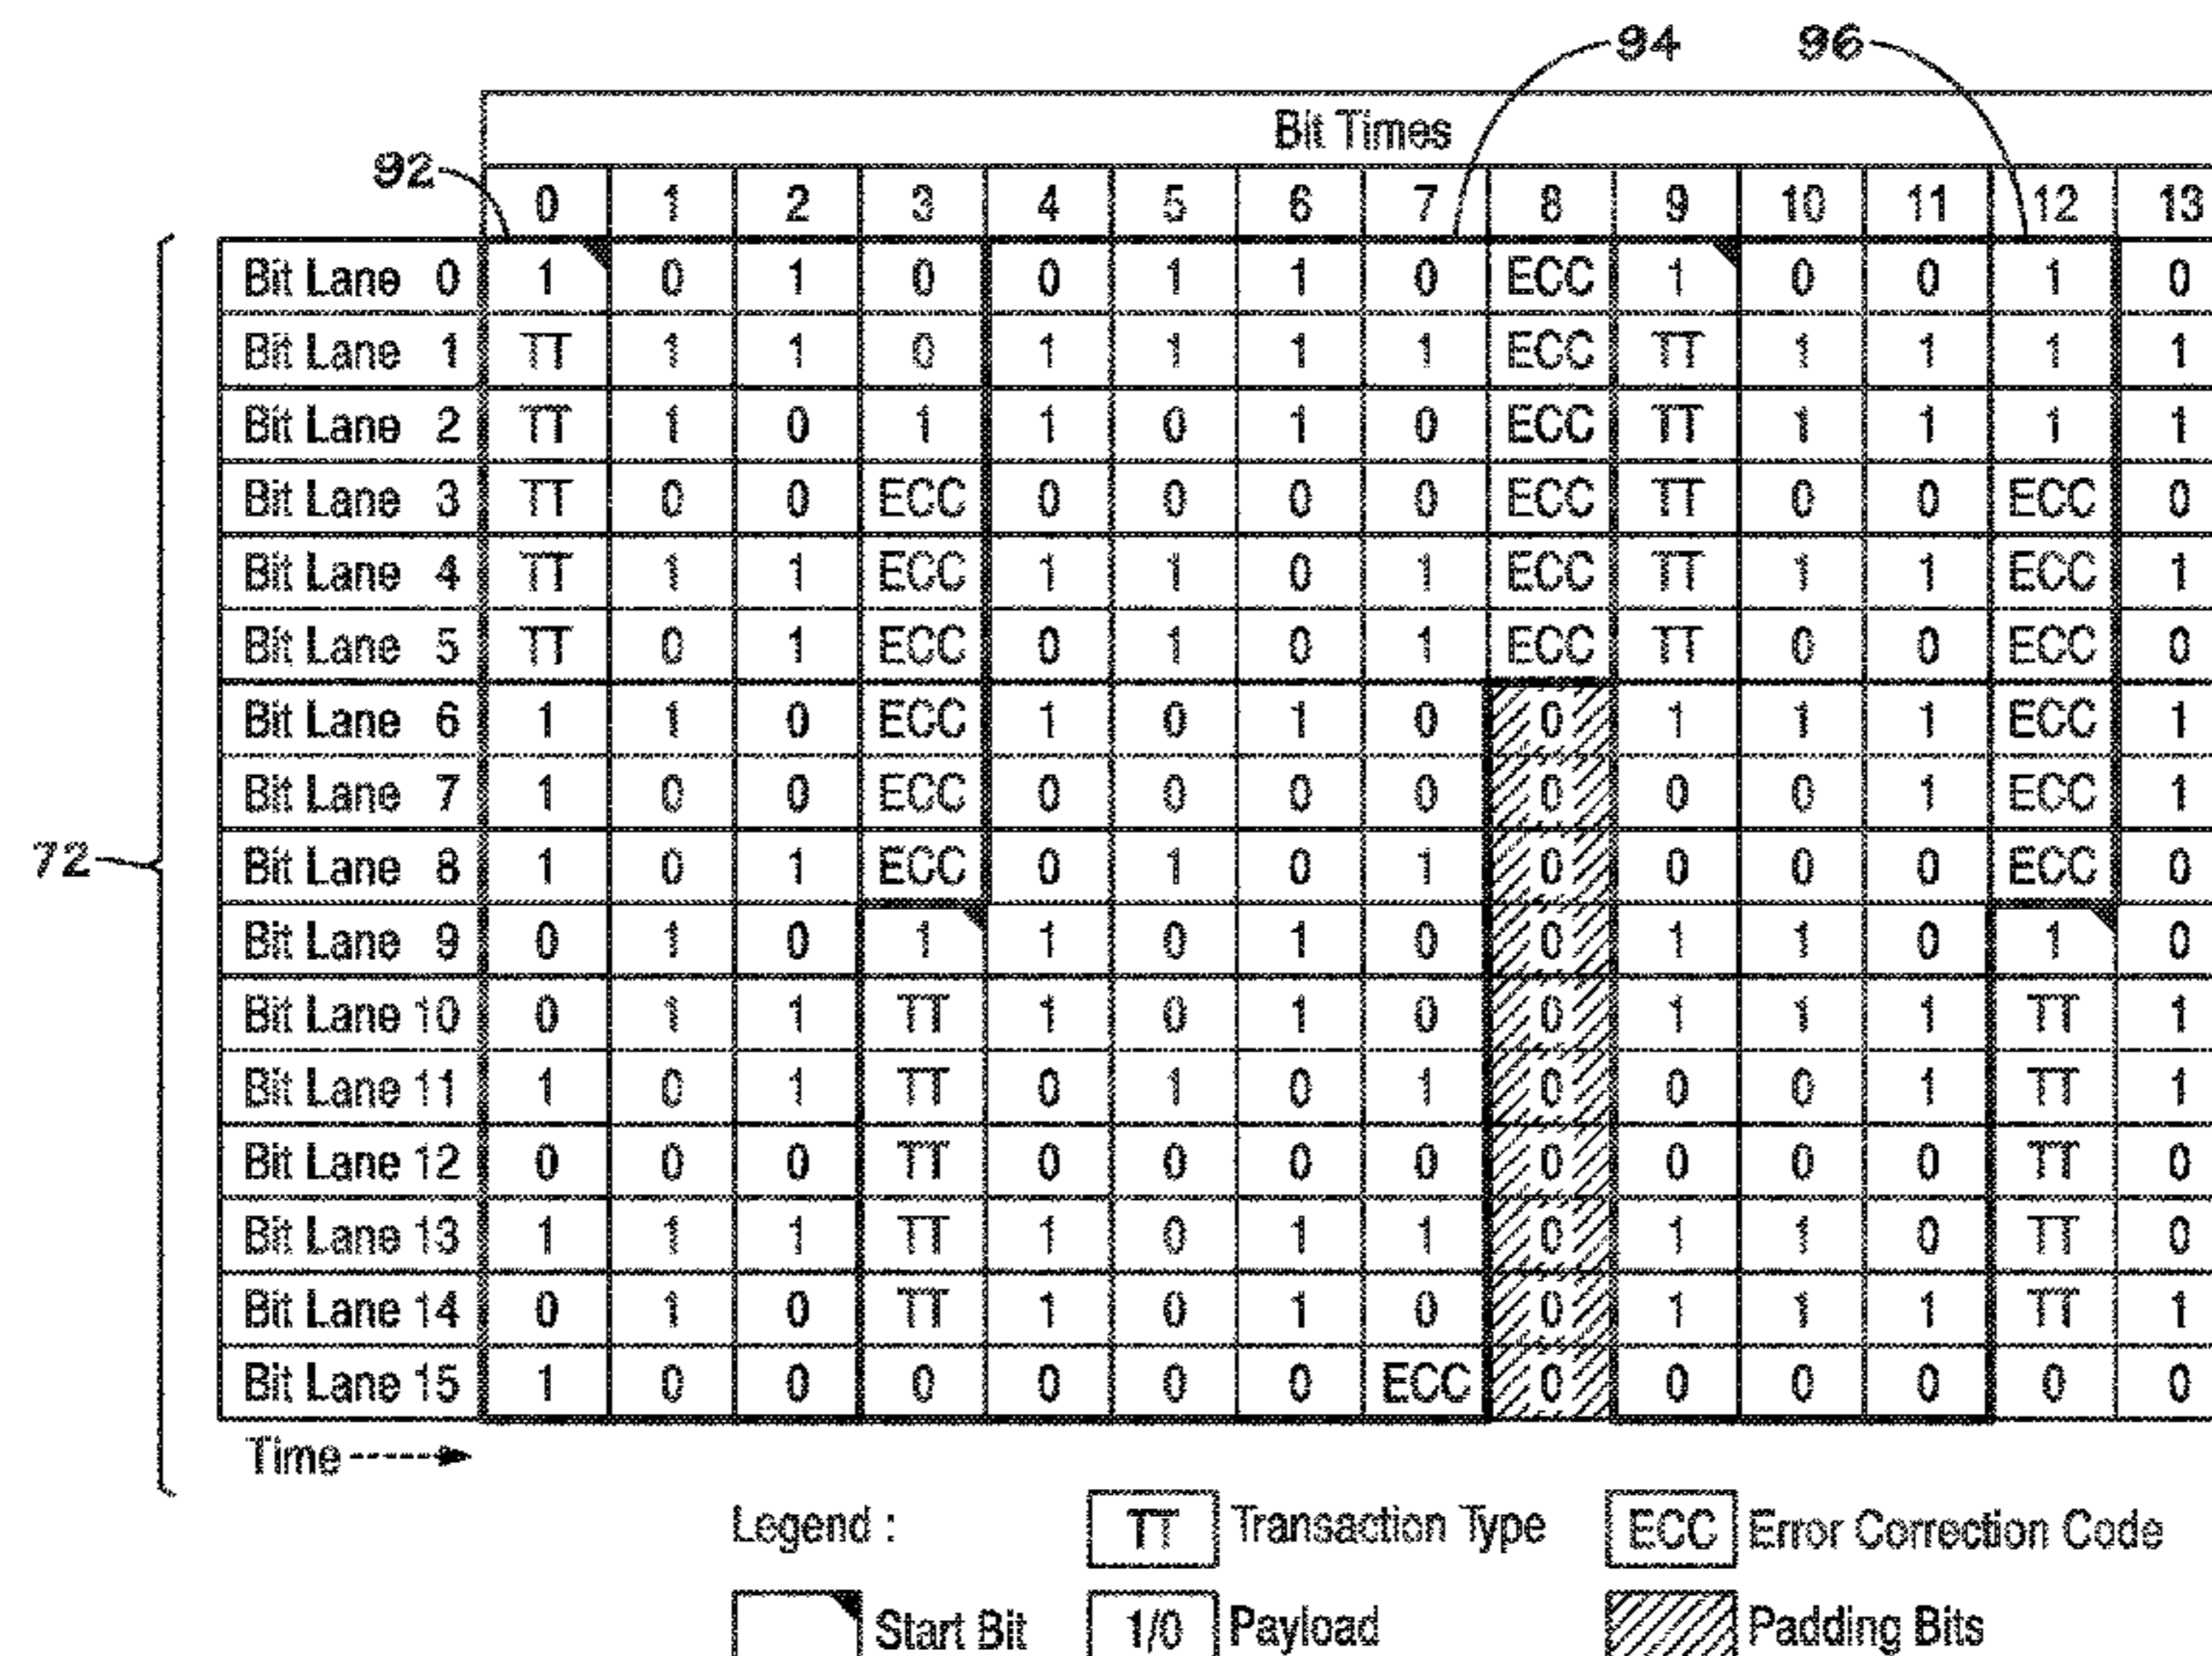 94 96
Bit Times
92
0 1 2 3 4 5 6 7 8 9 10 11 12 13
Bit Lane 0 1 0 1 0 0 1 1 0 ECC 1 0 0 1 0
Bit Lane 1 TT 1 1 0 1 1 1 1 ECC TT 1 1 1 1
Bit Lane 2 TT 1 0 1 1 0 1 0 ECC TT 1 1 1 1
Bit Lane 3 TT 0 0 ECC 0 0 0 0 ECC TT 0 0 ECC 0
Bit Lane 4 TT 1 1 ECC 1 1 0 1 ECC TT 1 1 ECC 1
Bit Lane 5 TT 0 1 ECC 0 1 0 1 ECC TT 0 0 ECC 0
Bit Lane 6 1 1 0 ECC 1 0 1 0 0 1 1 1 ECC 1
Bit Lane 7 1 0 0 ECC 0 0 0 0 0 0 0 1 ECC 1
72
Bit Lane 8 1 0 1 ECC 0 1 0 1 0 0 0 0 ECC 0
Bit Lane 9 0 1 0 1 1 0 1 0 0 1 1 0 1 0
Bit Lane 10 0 1 1 TT 1 0 1 0 0 1 1 1 TT 1
Bit Lane 11 1 0 1 TT 0 1 0 1 0 0 0 1 TT 1
Bit Lane 12 0 0 0 TT 0 0 0 0 0 0 0 0 TT 0
Bit Lane 13 1 1 1 TT 1 0 1 1 0 1 1 0 TT 0
Bit Lane 14 0 1 0 TT 1 0 1 0 0 1 1 1 TT 1
Bit Lane 15 1 0 0 0 0 0 0 ECC 0 0 0 0 0 0
Time
Legend : TT Transaction Type ECC Error Correction Code
Start Bit 1/0 Payload Padding Bits